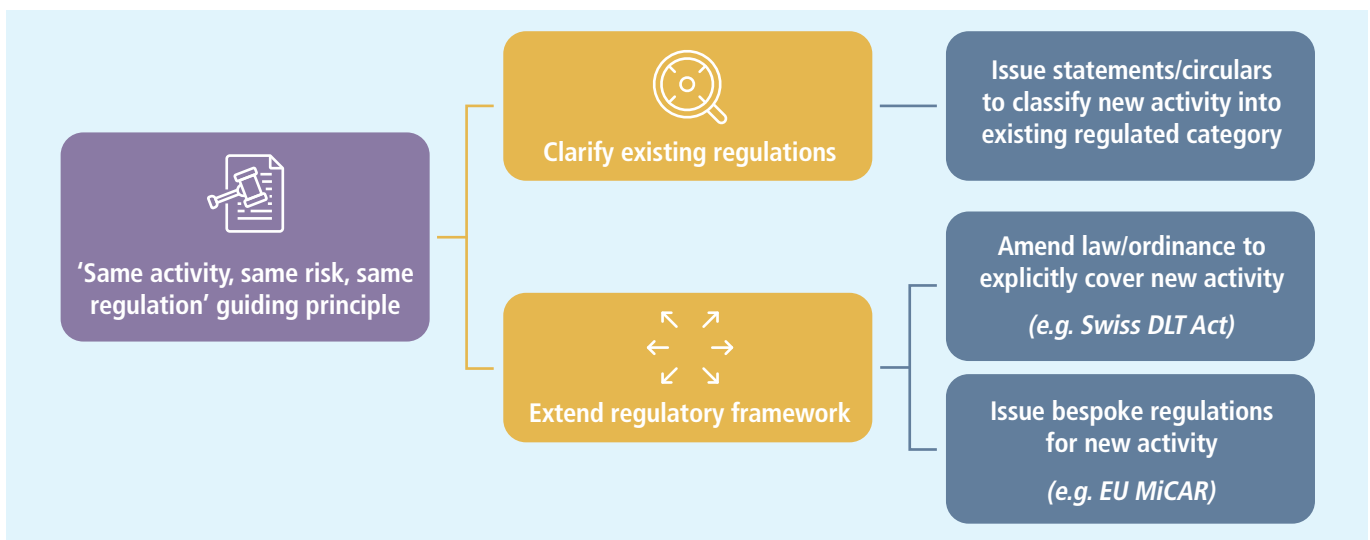 ‘Same activity, same risk, same
regulation’ guiding principle
Clarify existing regulations
Issue statements/circulars
to classify new activity into
existing regulated category
Extend regulatory framework
Amend law/ordinance to
explicitly cover new activity
(e.g. Swiss DLT Act)
Issue bespoke regulations
for new activity
(e.g. EU MiCAR)